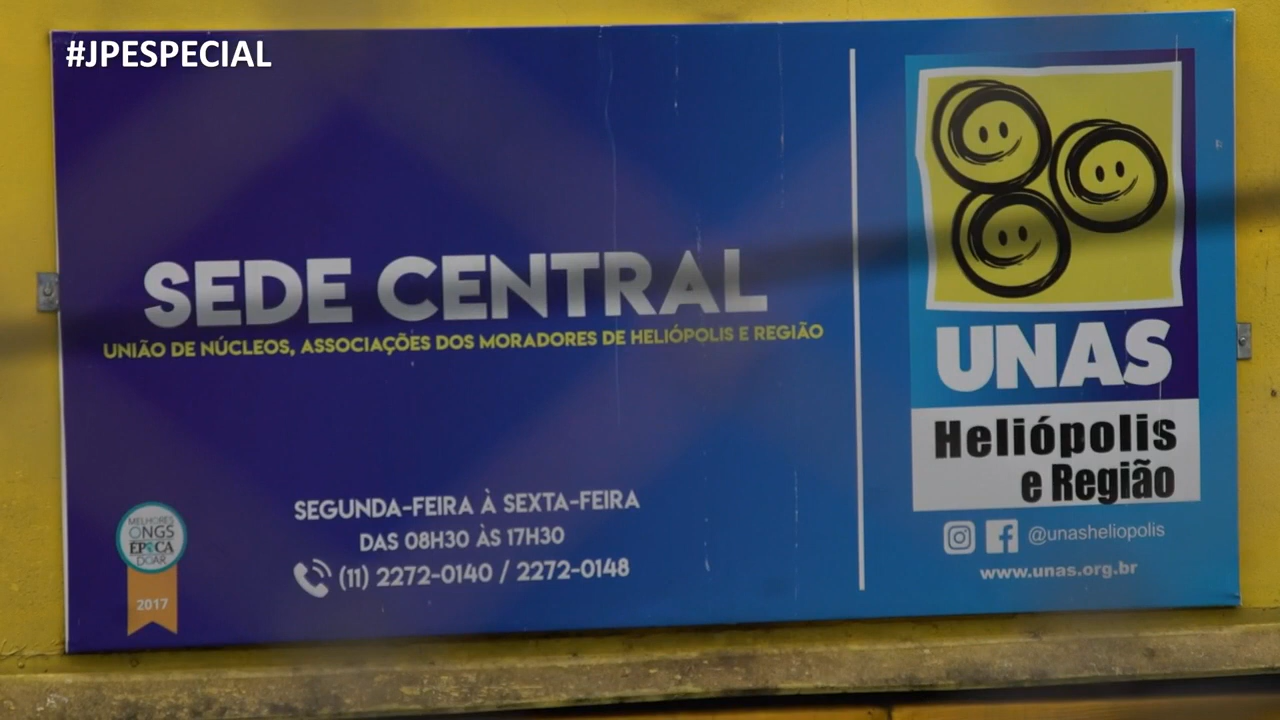 #JPESPECIAL
SEDE CENTRAL
UNIÃO DE NÚCLEOS, ASSOCIAÇÕES DOS MORADORES DE HELIÓPOLIS E REGIÃO
SEGUNDA-FEIRA À SEXTA-FEIRA
DAS 08H30 ÀS 17H30
(11) 2272-0140 / 2272-0148
MELHORES
ONGS
ÉPOCA
DOAR
2017
UNAS
Heliópolis
e Região
@unasheliopolis
www.unas.org.br